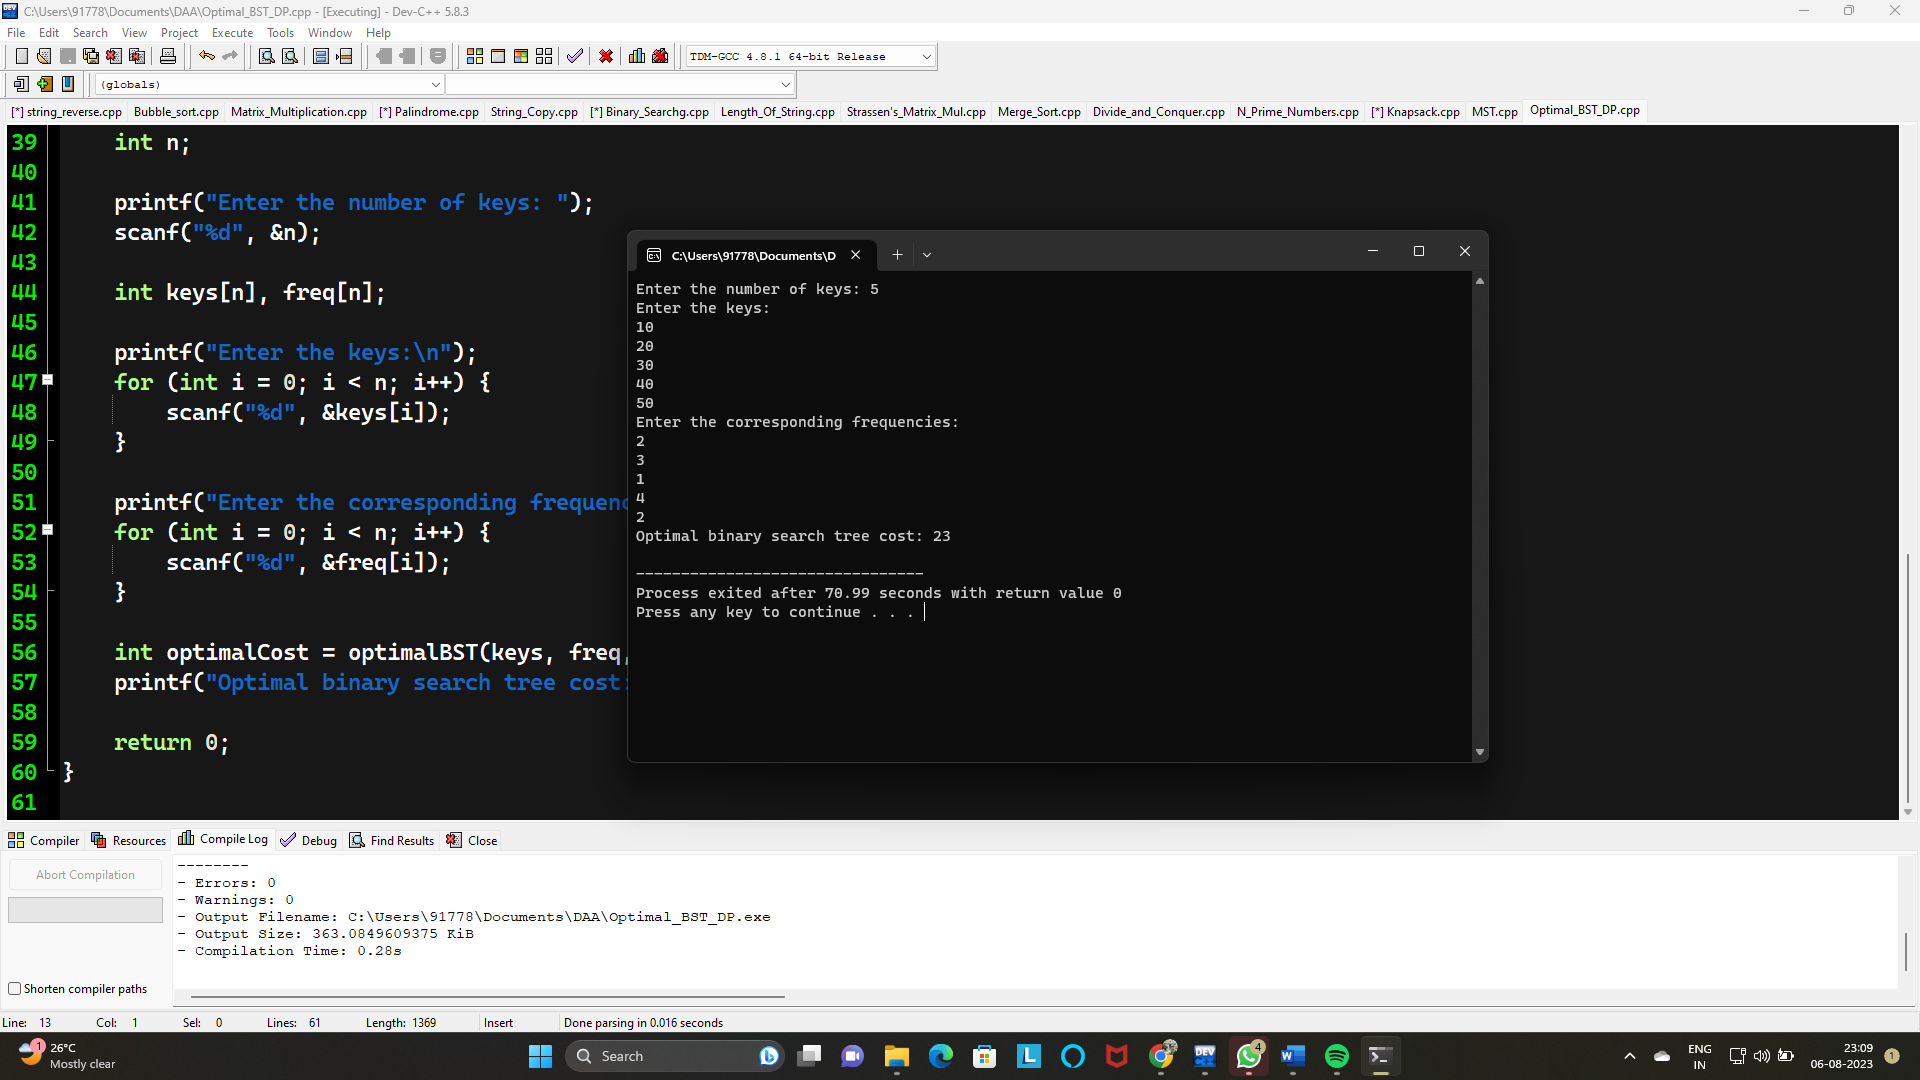 C:\Users\91778\Documents\DAA\Optimal_BST_DP.cpp - [Executing] - Dev-C++ 5.8.3
File Edit Search View Project Execute Tools Window Help
TDM-GCC 4.8.1 64-bit Release
(globals)
[*] string_reverse.cpp Bubble_sort.cpp Matrix_Multiplication.cpp [*] Palindrome.cpp String_Copy.cpp [*] Binary_Searchg.cpp Length_Of_String.cpp Strassen's_Matrix_Mul.cpp Merge_Sort.cpp Divide_and_Conquer.cpp N_Prime_Numbers.cpp [*] Knapsack.cpp MST.cpp Optimal_BST_DP.cpp
39 int n;
40
41 printf("Enter the number of keys: ");
42 scanf("%d", &n);
43
44 int keys[n], freq[n];
45
46 printf("Enter the keys:\n");
47 for (int i = 0; i < n; i++) {
48 scanf("%d", &keys[i]);
49 }
50
51 printf("Enter the corresponding frequenc
52 for (int i = 0; i < n; i++) {
53 scanf("%d", &freq[i]);
54 }
55
56 int optimalCost = optimalBST(keys, freq,
57 printf("Optimal binary search tree cost:
58
59 return 0;
60 }
61
C:\Users\91778\Documents\D
Enter the number of keys: 5
Enter the keys:
10
20
30
40
50
Enter the corresponding frequencies:
2
3
1
4
2
Optimal binary search tree cost: 23
--------------------------------
Process exited after 70.99 seconds with return value 0
Press any key to continue . . .
Compiler Resources Compile Log Debug Find Results Close
Abort Compilation
Shorten compiler paths
--------
- Errors: 0
- Warnings: 0
- Output Filename: C:\Users\91778\Documents\DAA\Optimal_BST_DP.exe
- Output Size: 363.0849609375 KiB
- Compilation Time: 0.28s
Line: 13 Col: 1 Sel: 0 Lines: 61 Length: 1369 Insert Done parsing in 0.016 seconds
1
26°C
Mostly clear
Search
L
DEV
4
W
ENG
IN
23:09
06-08-2023
1